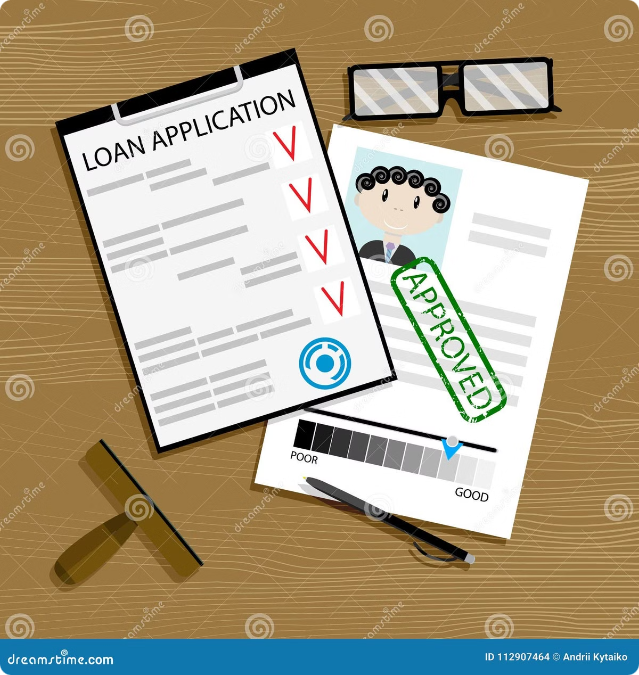 LOAN APPLICATION
APPROVED
POOR
GOOD
dreamstime.com
ID 112907464 © Andrii Kytaiko